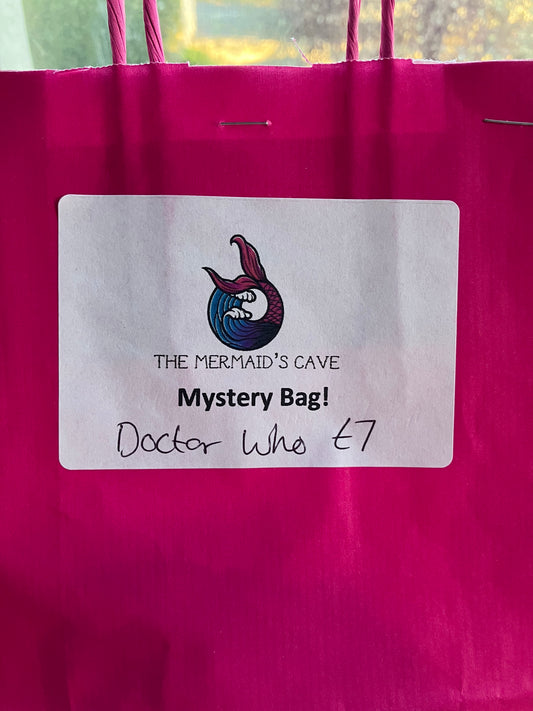 THE MERMAID'S CAVE
Mystery Bag!
Doctor Who £7